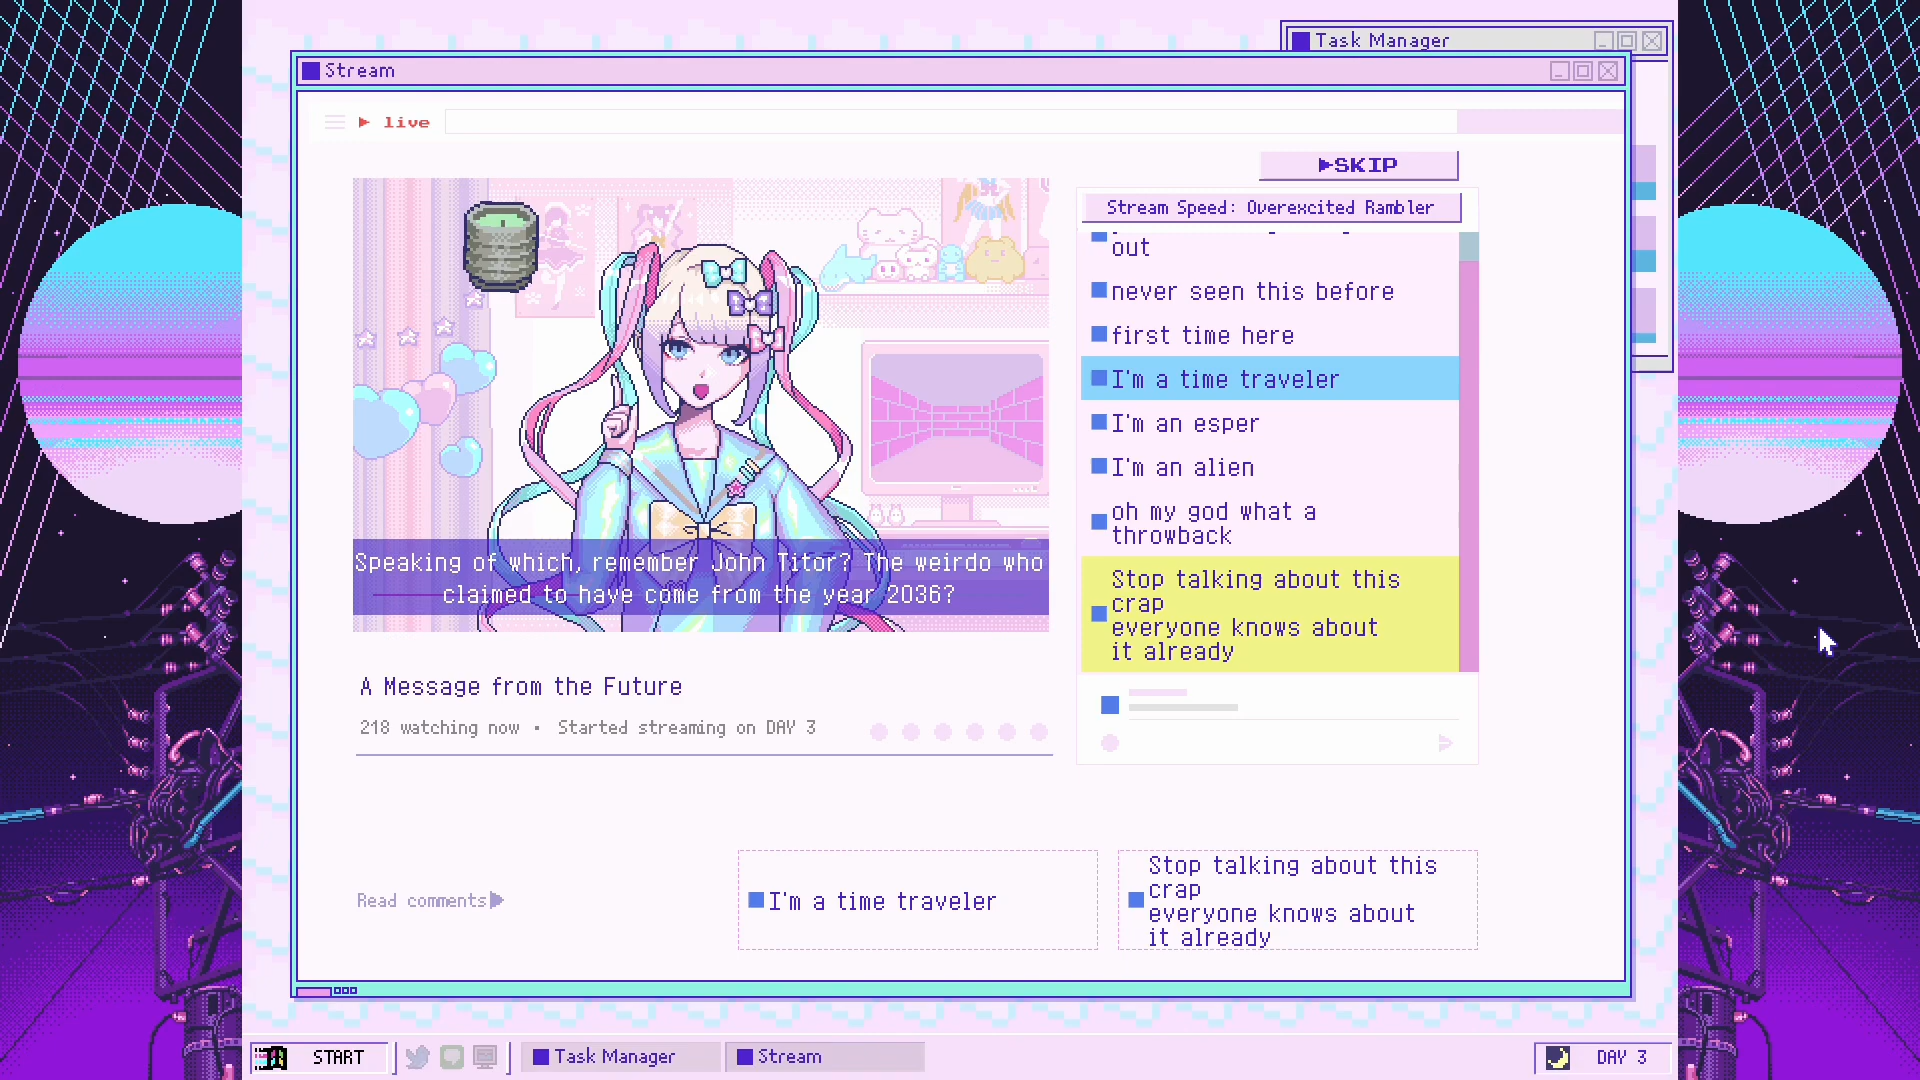 Task Manager
Stream
live
SKIP
Stream Speed: Overexcited Rambler
out
never seen this before
first time here
I'm a time traveler
I'm an esper
I'm an alien
oh my god what a
throwback
Stop talking about this
crap
everyone knows about
it already
Speaking of which, remember John Titor? The weirdo who
claimed to have come from the year 2036?
A Message from the Future
218 watching now • Started streaming on DAY 3
Read comments
I'm a time traveler
Stop talking about this
crap
everyone knows about
it already
START
Task Manager
Stream
DAY 3